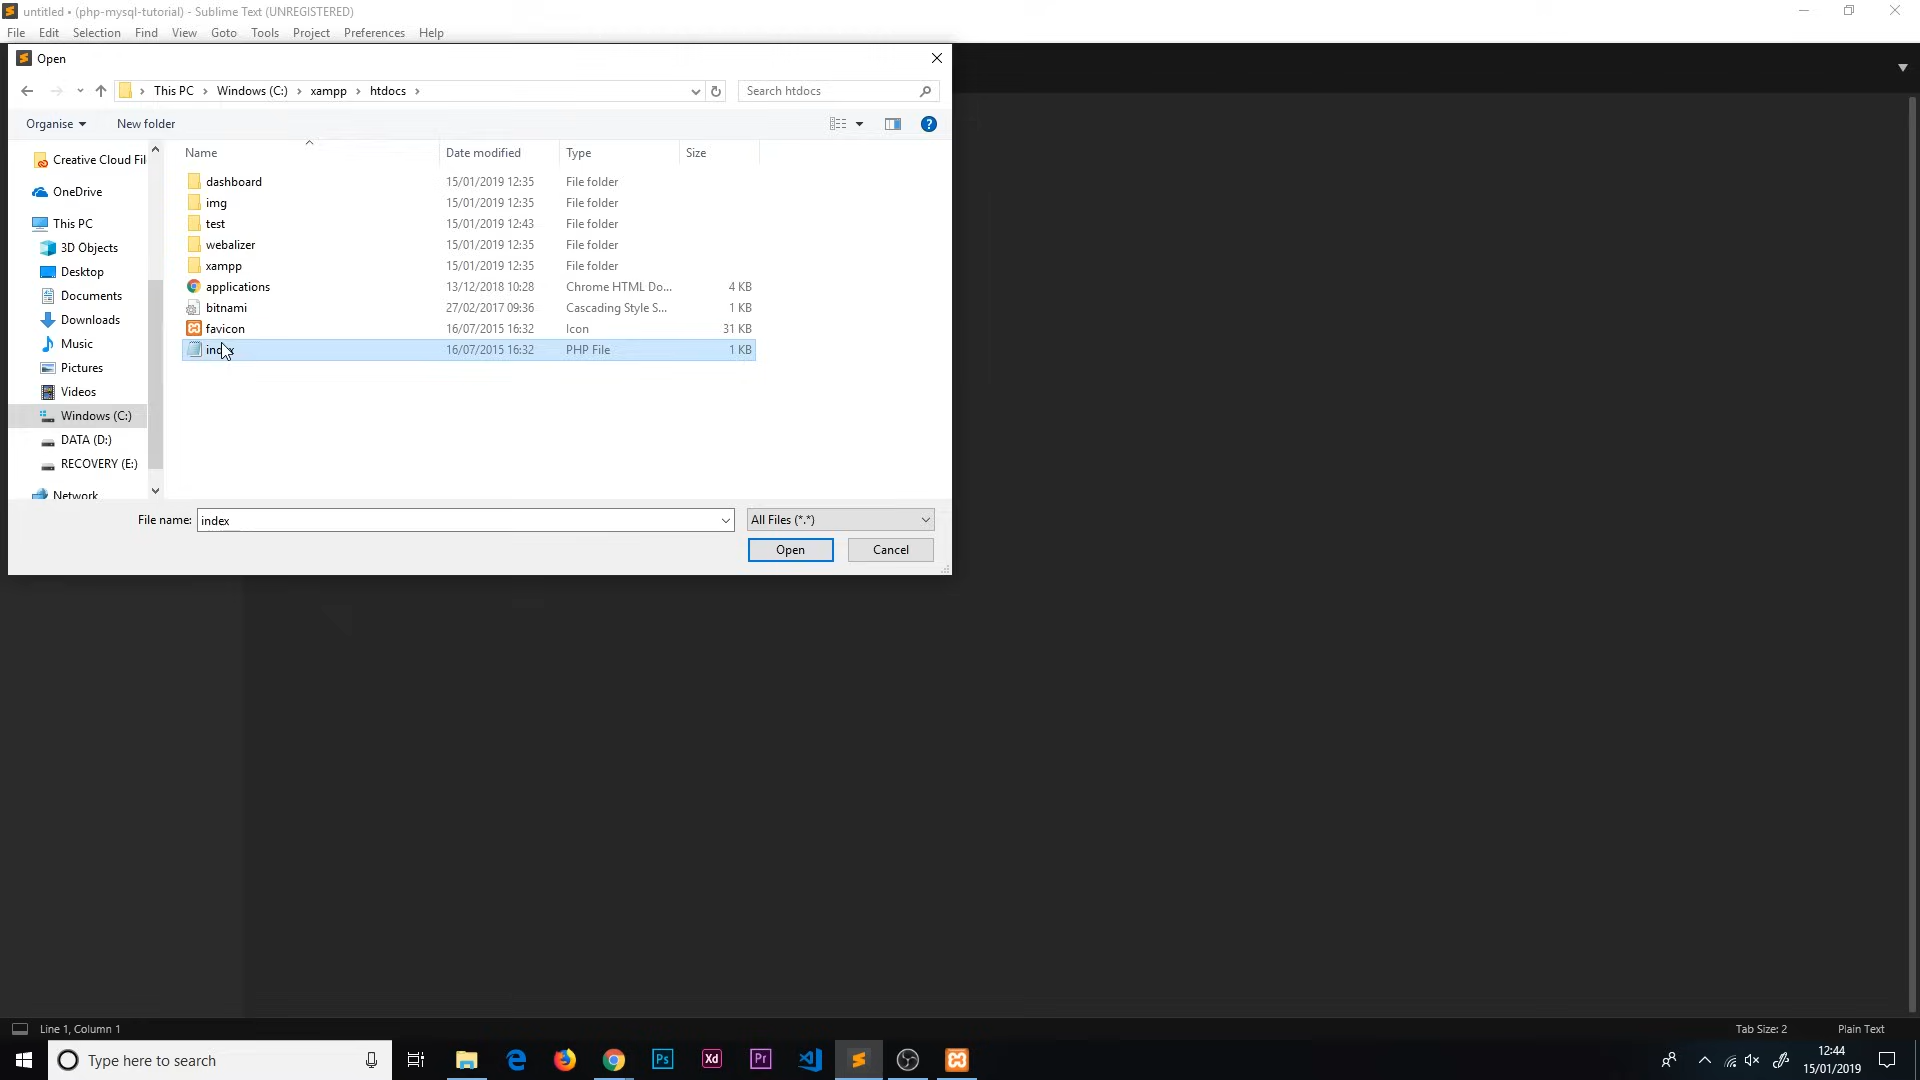 untitled • (php-mysql-tutorial) - Sublime Text (UNREGISTERED)
File Edit Selection Find View Goto Tools Project Preferences Help
Open
This PC > Windows (C:) > xampp > htdocs >
Search htdocs
Organise
New folder
Name
Date modified
Type
Size
Creative Cloud Fil
OneDrive
This PC
3D Objects
Desktop
Documents
Downloads
Music
Pictures
Videos
Windows (C:)
DATA (D:)
RECOVERY (E:)
Network
dashboard 15/01/2019 12:35 File folder
img 15/01/2019 12:35 File folder
test 15/01/2019 12:43 File folder
webalizer 15/01/2019 12:35 File folder
xampp 15/01/2019 12:35 File folder
applications 13/12/2018 10:28 Chrome HTML Do... 4 KB
bitnami 27/02/2017 09:36 Cascading Style S... 1 KB
favicon 16/07/2015 16:32 Icon 31 KB
index 16/07/2015 16:32 PHP File 1 KB
File name: index
All Files (*.*)
Open
Cancel
Line 1, Column 1
Tab Size: 2
Plain Text
Type here to search
Ps
Xd
Pr
12:44
15/01/2019